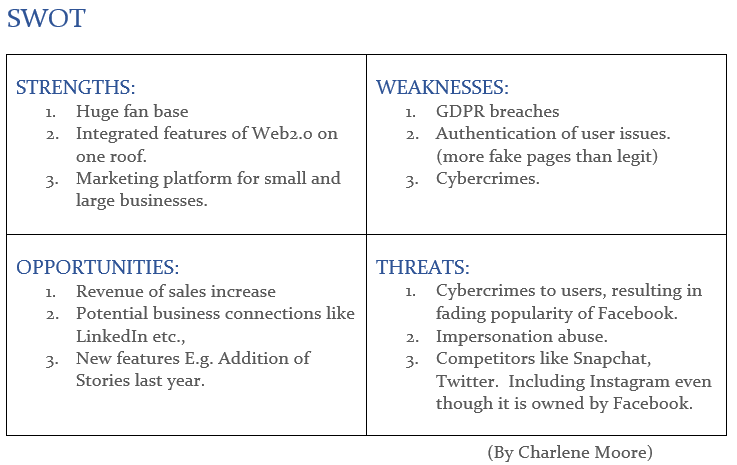 SWOT
STRENGTHS:
1. Huge fan base
2. Integrated features of Web2.0 on
one roof.
3. Marketing platform for small and
large businesses.
WEAKNESSES:
1. GDPR breaches
2. Authentication of user issues.
(more fake pages than legit)
3. Cybercrimes.
OPPORTUNITIES:
1. Revenue of sales increase
2. Potential business connections like
LinkedIn etc.,
3. New features E.g. Addition of
Stories last year.
THREATS:
1. Cybercrimes to users, resulting in
fading popularity of Facebook.
2. Impersonation abuse.
3. Competitors like Snapchat,
Twitter. Including Instagram even
though it is owned by Facebook.
(By Charlene Moore)